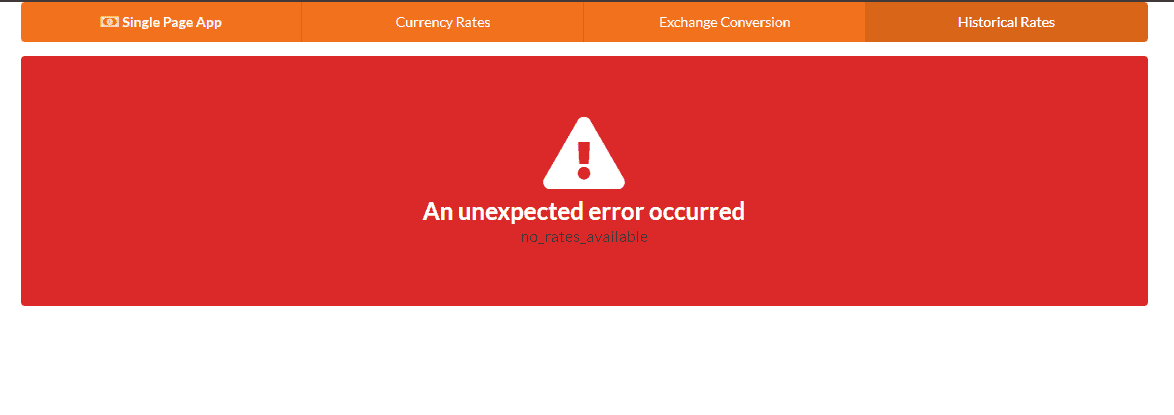 Single Page App
Currency Rates
Exchange Conversion
Historical Rates
An unexpected error occurred
no_rates_available